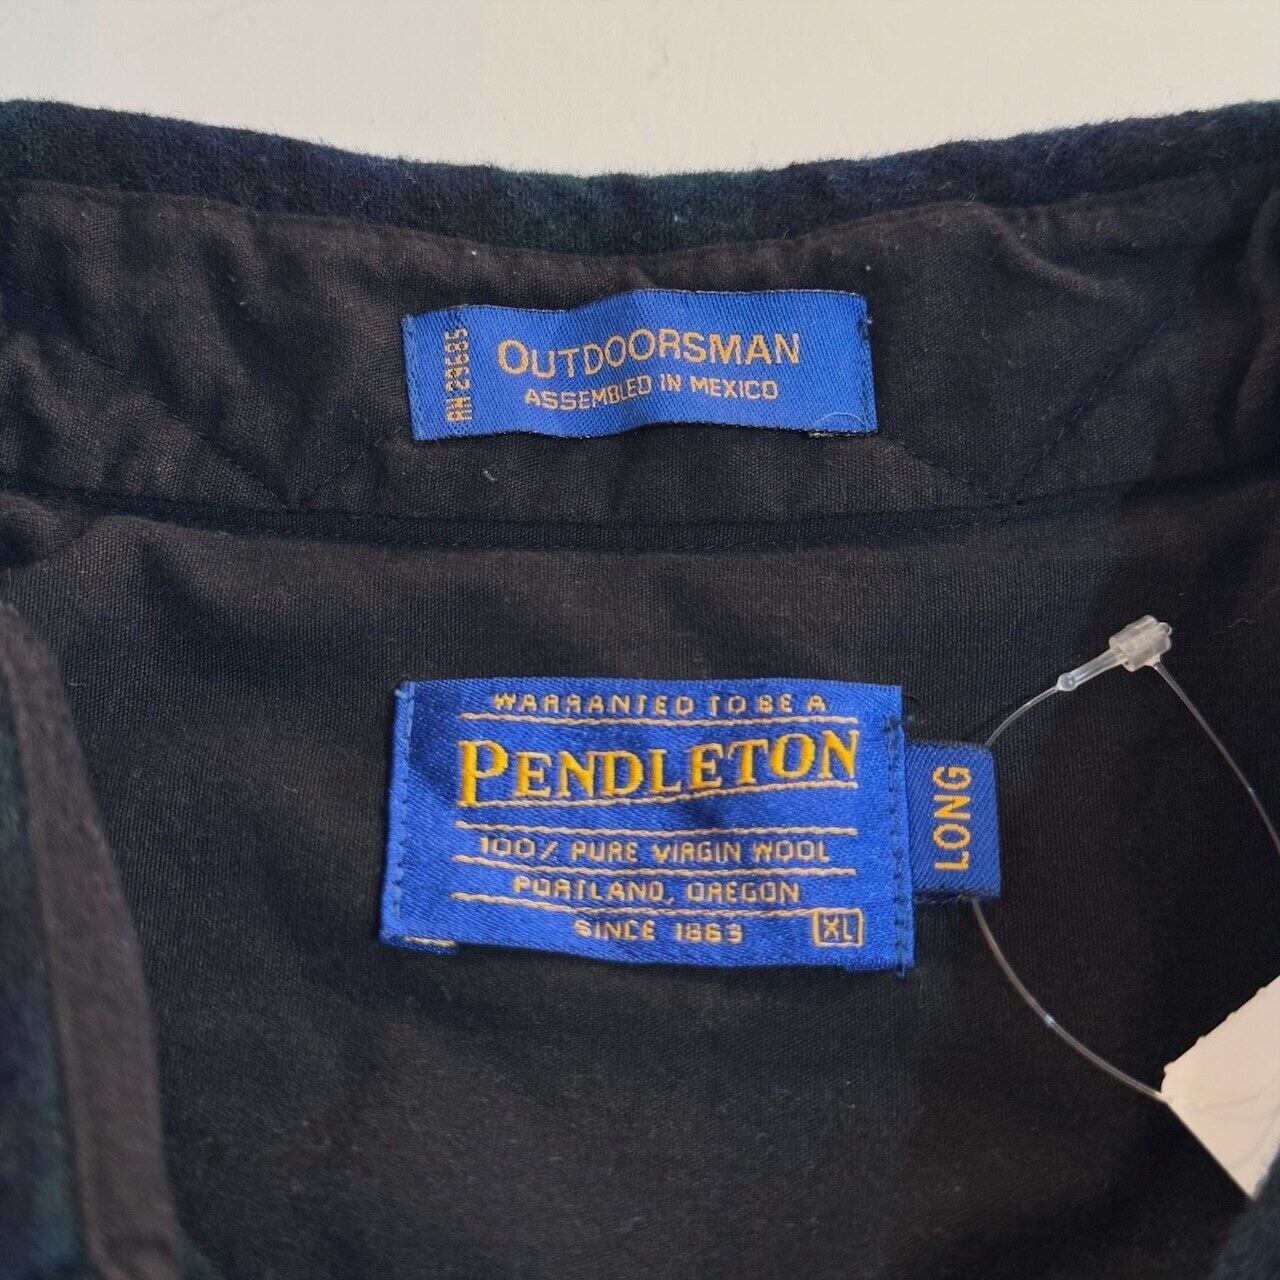 RN 29685
OUTDOORSMAN
ASSEMBLED IN MEXICO
WARRANTED TO BE A
PENDLETON
100% PURE VIRGIN WOOL
PORTLAND, OREGON
SINCE 1863
XL
LONG